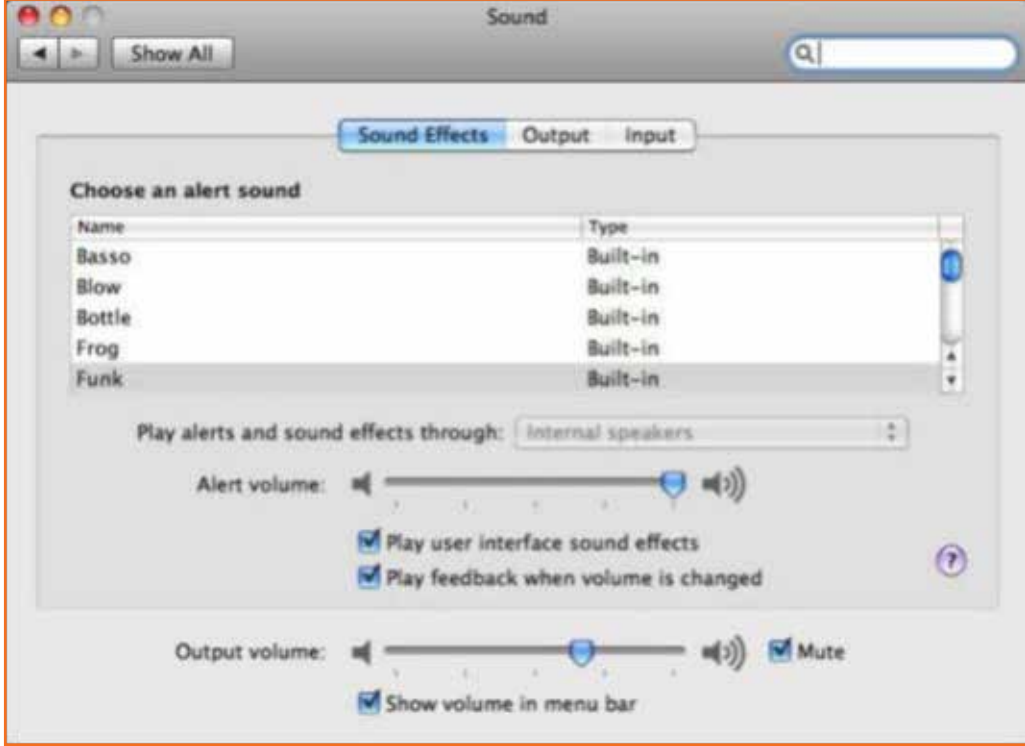 Sound
Show All
Sound Effects Output Input
Choose an alert sound
Name Type
Basso Built-in
Blow Built-in
Bottle Built-in
Frog Built-in
Funk Built-in
Play alerts and sound effects through: Internal speakers
Alert volume:
Play user interface sound effects
?
Play feedback when volume is changed
Output volume: Mute
Show volume in menu bar